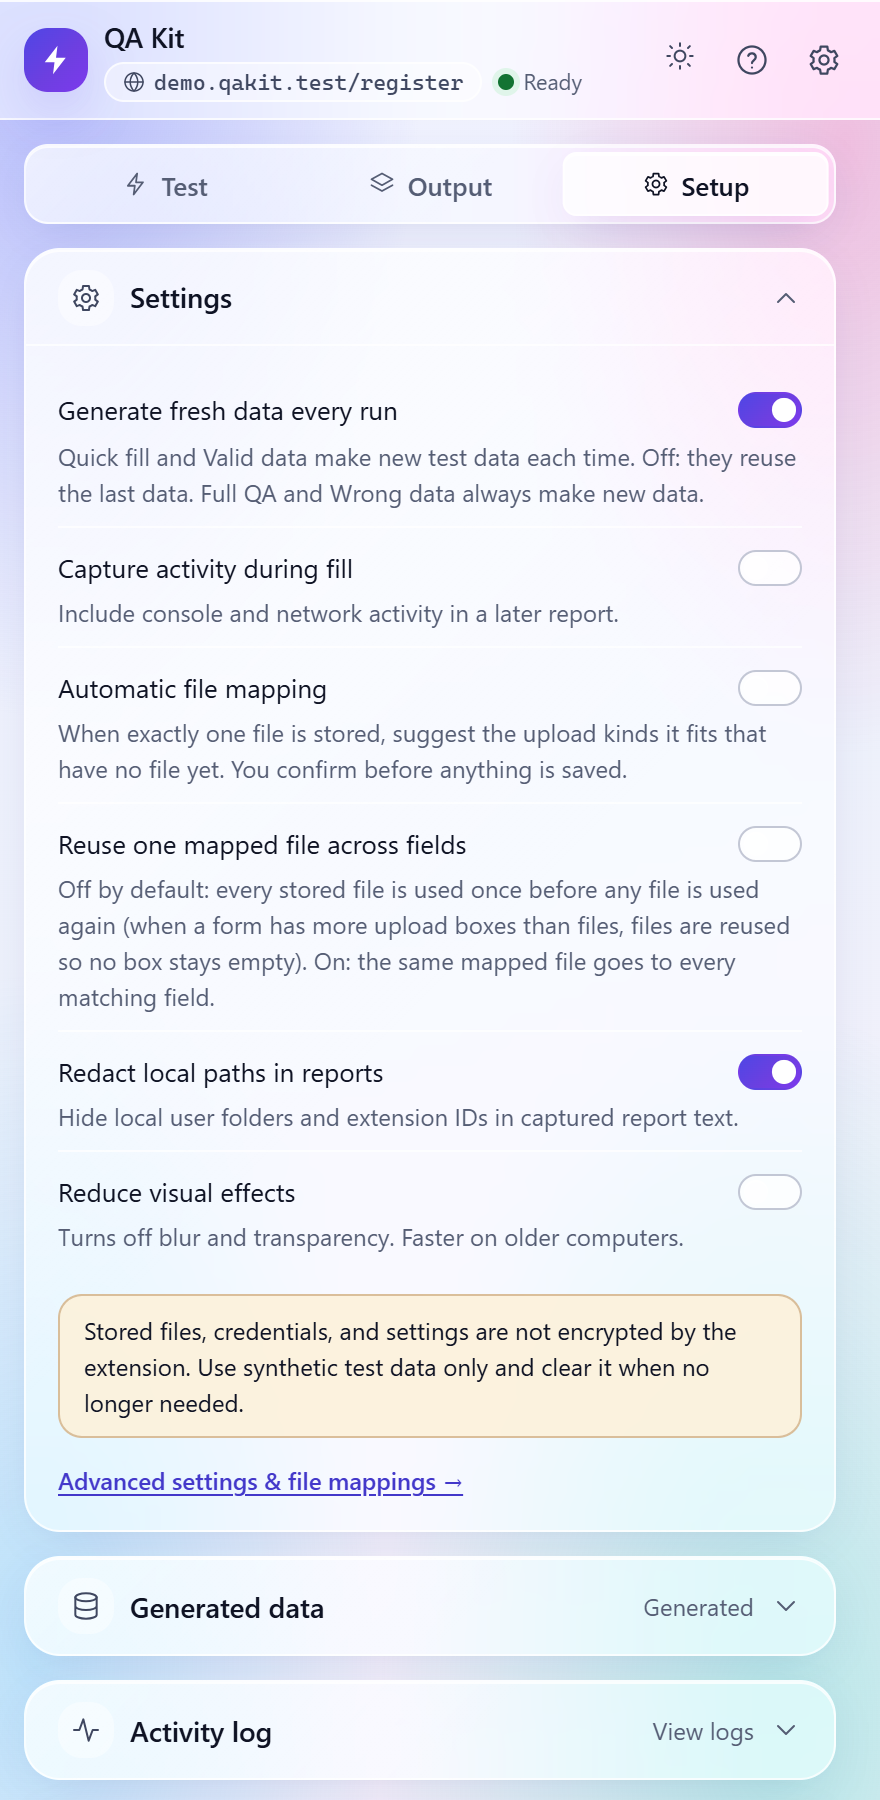 QA Kit
demo.qakit.test/register
Ready
Test
Output
Setup
Settings
Generate fresh data every run
Quick fill and Valid data make new test data each time. Off: they reuse
the last data. Full QA and Wrong data always make new data.
Capture activity during fill
Include console and network activity in a later report.
Automatic file mapping
When exactly one file is stored, suggest the upload kinds it fits that
have no file yet. You confirm before anything is saved.
Reuse one mapped file across fields
Off by default: every stored file is used once before any file is used
again (when a form has more upload boxes than files, files are reused
so no box stays empty). On: the same mapped file goes to every
matching field.
Redact local paths in reports
Hide local user folders and extension IDs in captured report text.
Reduce visual effects
Turns off blur and transparency. Faster on older computers.
Stored files, credentials, and settings are not encrypted by the
extension. Use synthetic test data only and clear it when no
longer needed.
Advanced settings & file mappings →
Generated data
Generated
Activity log
View logs